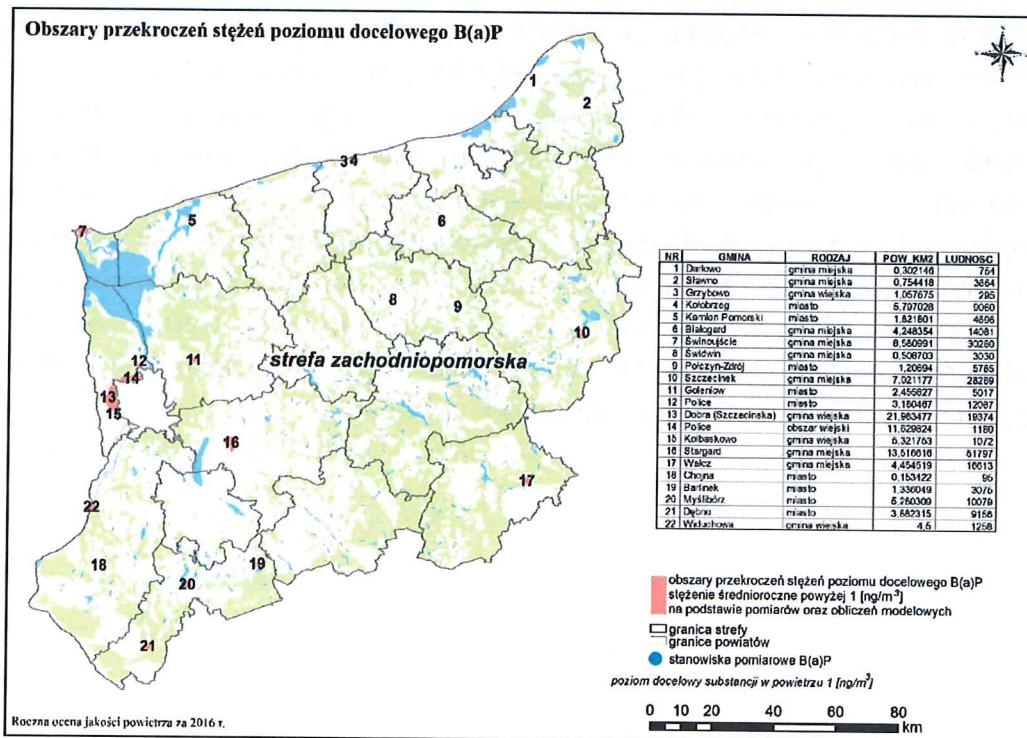 Obszary przekroczeń stężeń poziomu docelowego B(a)P
1
2
34
5
6
7
8
9
10
11
strefa zachodniopomorska
12
14
13
15
16
17
22
18
19
20
21
NR GMINA RODZAJ POW_KM2 LUDNOSC
1 Darłowo gmina miejska 0,302146 754
2 Sławno gmina miejska 0,754418 3864
3 Grzybowo gmina wiejska 1,057675 295
4 Kołobrzeg miasto 5,797028 9060
5 Kamień Pomorski miasto 1,821801 4896
6 Białogard gmina miejska 4,248354 14081
7 Świnoujście gmina miejska 8,580991 30280
8 Świdwin gmina miejska 0,508703 3030
9 Połczyn-Zdrój miasto 1,20694 5785
10 Szczecinek gmina miejska 7,021177 28289
11 Goleniów miasto 2,455827 5017
12 Police miasto 3,180467 12087
13 Dobra (Szczecińska) gmina wiejska 21,983477 19374
14 Police obszar wiejski 11,629824 1180
15 Kołbaskowo gmina wiejska 5,321753 1072
16 Stargard gmina miejska 13,516616 51797
17 Wałcz gmina miejska 4,454519 16613
18 Chojna miasto 0,153422 95
19 Barlinek miasto 1,336049 3075
20 Myślibórz miasto 5,280309 10079
21 Dębno miasto 3,882315 9158
22 Widuchowa gmina wiejska 4,5 1258
obszary przekroczeń stężeń poziomu docelowego B(a)P
stężenie średnioroczne powyżej 1 [ng/m⁻³]
na podstawie pomiarów oraz obliczeń modelowych
granica strefy
granice powiatów
stanowiska pomiarowe B(a)P
poziom docelowy substancji w powietrzu 1 [ng/m³]
0 10 20 40 60 80
km
Roczna ocena jakości powietrza za 2016 r.